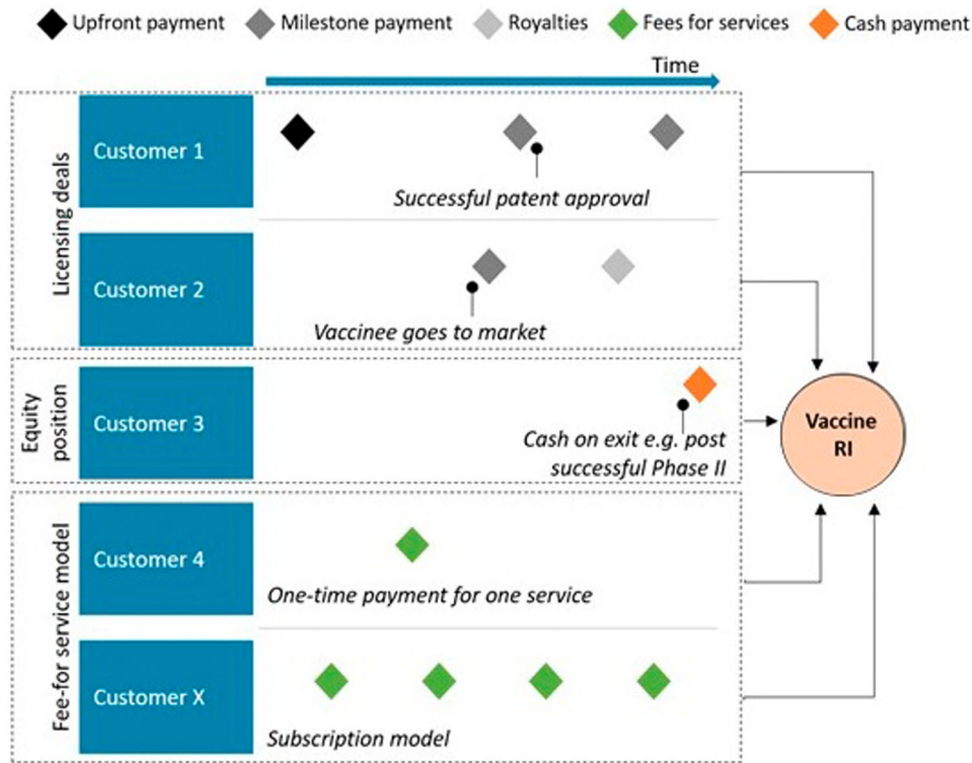 Upfront payment
Milestone payment
Royalties
Fees for services
Cash payment
Time
Licensing deals
Customer 1
Successful patent approval
Customer 2
Vaccinee goes to market
Equity
position
Customer 3
Cash on exit e.g. post
successful Phase II
Vaccine
RI
Fee-for service model
Customer 4
One-time payment for one service
Customer X
Subscription model